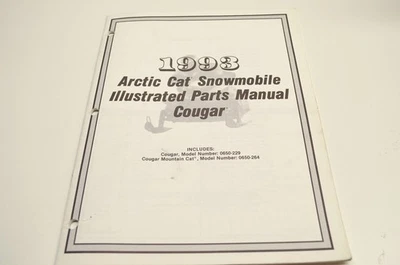 1993
Arctic Cat Snowmobile
Illustrated Parts Manual
Cougar
INCLUDES:
Cougar, Model Number: 0650-229
Cougar Mountain Cat, Model Number: 0650-264